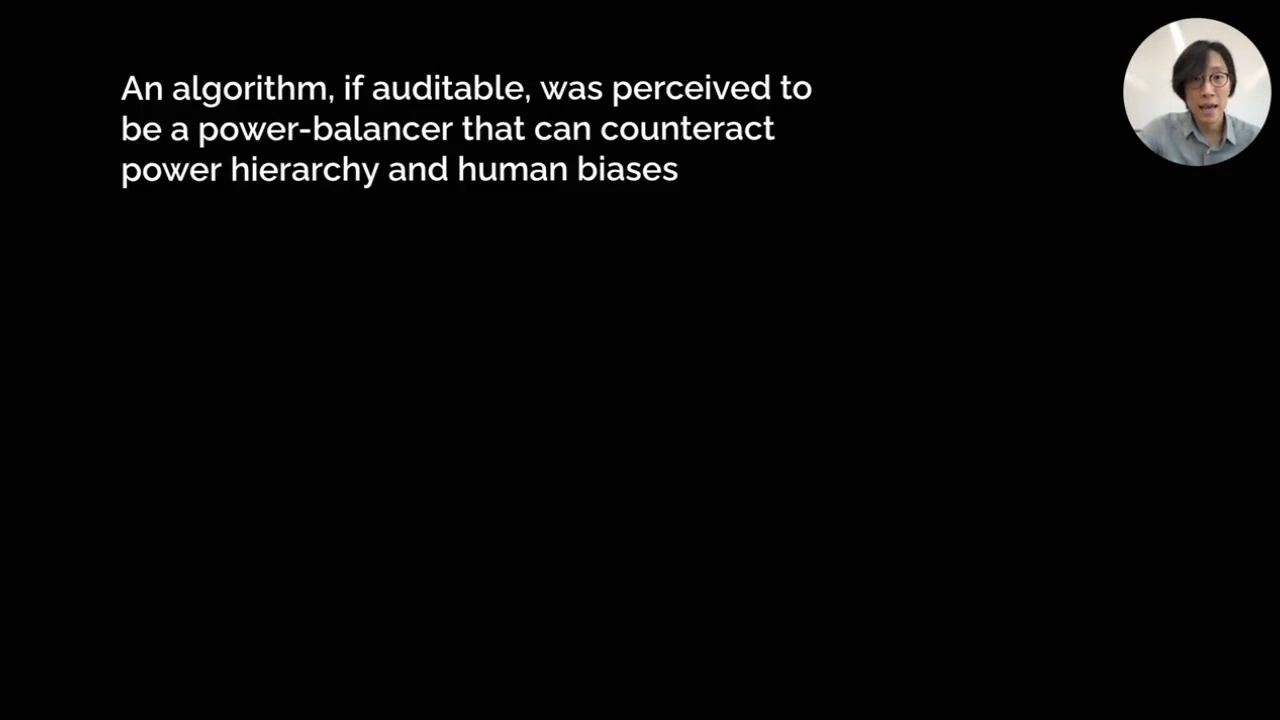 An algorithm, if auditable, was perceived to
be a power-balancer that can counteract
power hierarchy and human biases